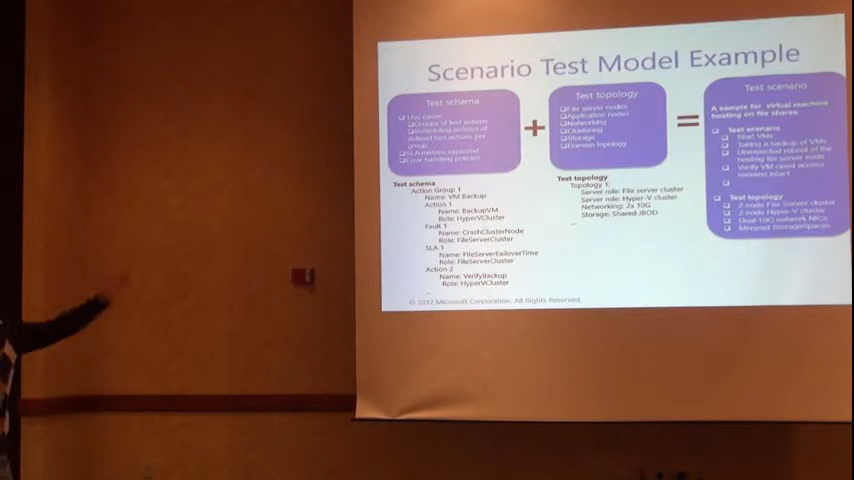 Scenario Test Model Example
Test schema
Use cases
Groups of test actions
Scheduling policies of
defined test actions per
group
SLA metrics expected
Error handling policies
+
Test topology
File server nodes
Application nodes
Networking
Clustering
Storage
Domain topology
=
Test scenario
A sample for virtual machine
hosting on file shares
Test scenario
Start VMs
Taking a backup of VMs
Unexpected reboot of the
hosting file server node
Verify VM client access
remains intact
Test topology
2-node File Server cluster
2-node Hyper-V cluster
Dual 10G network NICs
Mirrored StorageSpaces
Test schema
Action Group 1
Name: VM Backup
Action 1
Name: BackupVM
Role: HyperVCluster
Fault 1
Name: CrashClusterNode
Role: FileServerCluster
SLA 1
Name: FileServerFailoverTime
Role: FileServerCluster
Action 2
Name: VerifyBackup
Role: HyperVCluster
...
Test topology
Topology 1:
Server role: File server cluster
Server role: Hyper-V cluster
Networking: 2x 10G
Storage: Shared JBOD
...
© 2012 Microsoft Corporation. All Rights Reserved.